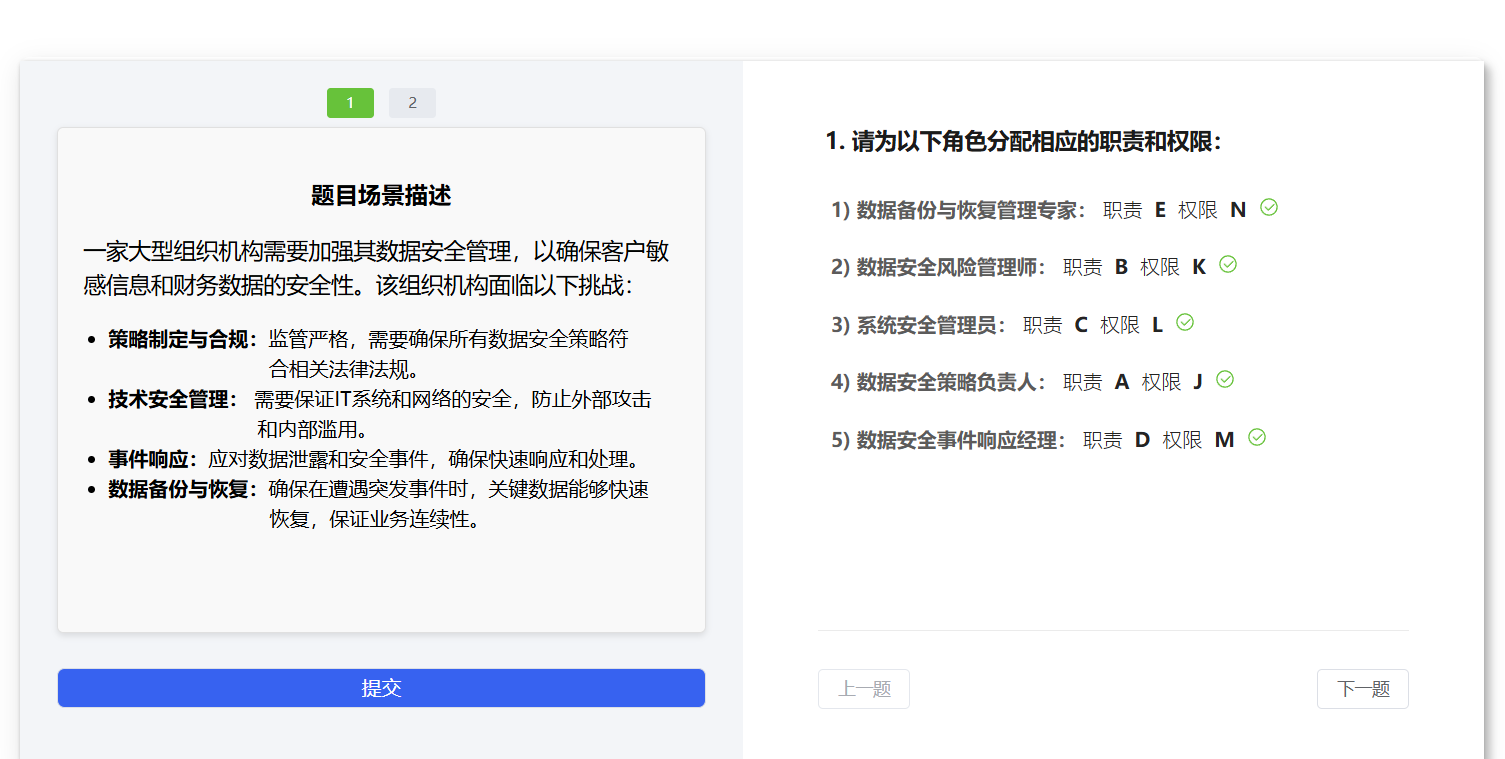 1
2
题目场景描述
一家大型组织机构需要加强其数据安全管理，以确保客户敏
感信息和财务数据的安全性。该组织机构面临以下挑战：
• 策略制定与合规：监管严格，需要确保所有数据安全策略符
合相关法律法规。
• 技术安全管理： 需要保证IT系统和网络的安全，防止外部攻击
和内部滥用。
• 事件响应：应对数据泄露和安全事件，确保快速响应和处理。
• 数据备份与恢复：确保在遭遇突发事件时，关键数据能够快速
恢复，保证业务连续性。
提交
1. 请为以下角色分配相应的职责和权限：
1) 数据备份与恢复管理专家： 职责 E 权限 N
2) 数据安全风险管理师： 职责 B 权限 K
3) 系统安全管理员： 职责 C 权限 L
4) 数据安全策略负责人： 职责 A 权限 J
5) 数据安全事件响应经理： 职责 D 权限 M
上一题
下一题